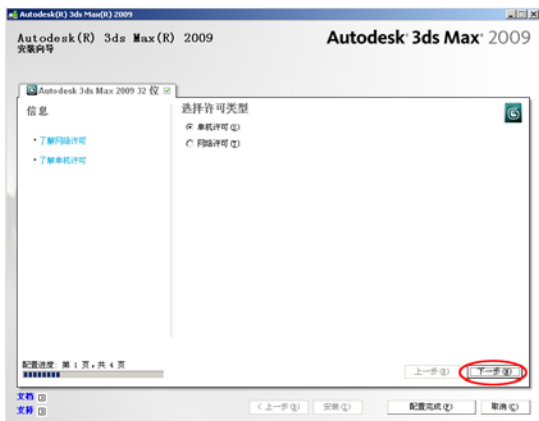 Autodesk(R) 3ds Max(R) 2009
Autodesk(R) 3ds Max(R) 2009
安装向导
Autodesk® 3ds Max® 2009
Autodesk 3ds Max 2009 32 位
信息
• 了解网络许可
• 了解单机许可
选择许可类型
单机许可(S)
网络许可(T)
配置进度: 第 1 页,共 4 页
上一步(B)
下一步(N)
文档
支持
< 上一步(B)
安装(I)
配置完成(F)
取消(C)